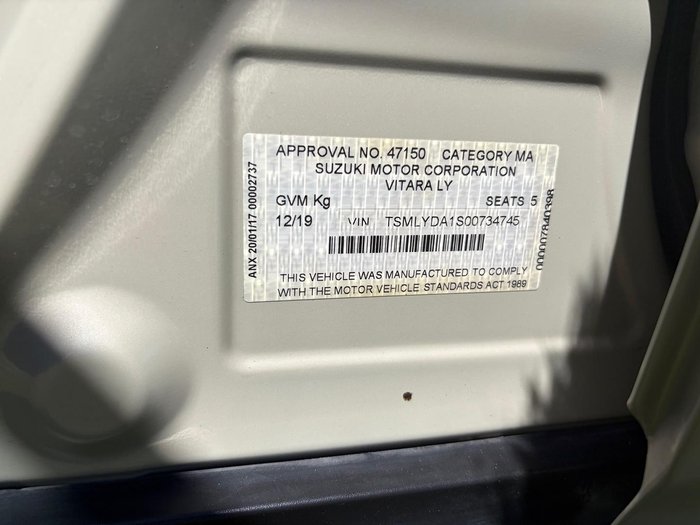 APPROVAL NO. 47150 CATEGORY MA
SUZUKI MOTOR CORPORATION
VITARA LY
GVM Kg SEATS 5
12/19 VIN TSMLYDA1S00734745
THIS VEHICLE WAS MANUFACTURED TO COMPLY
WITH THE MOTOR VEHICLE STANDARDS ACT 1989
ANX 20/01/17 00002737
000007840398